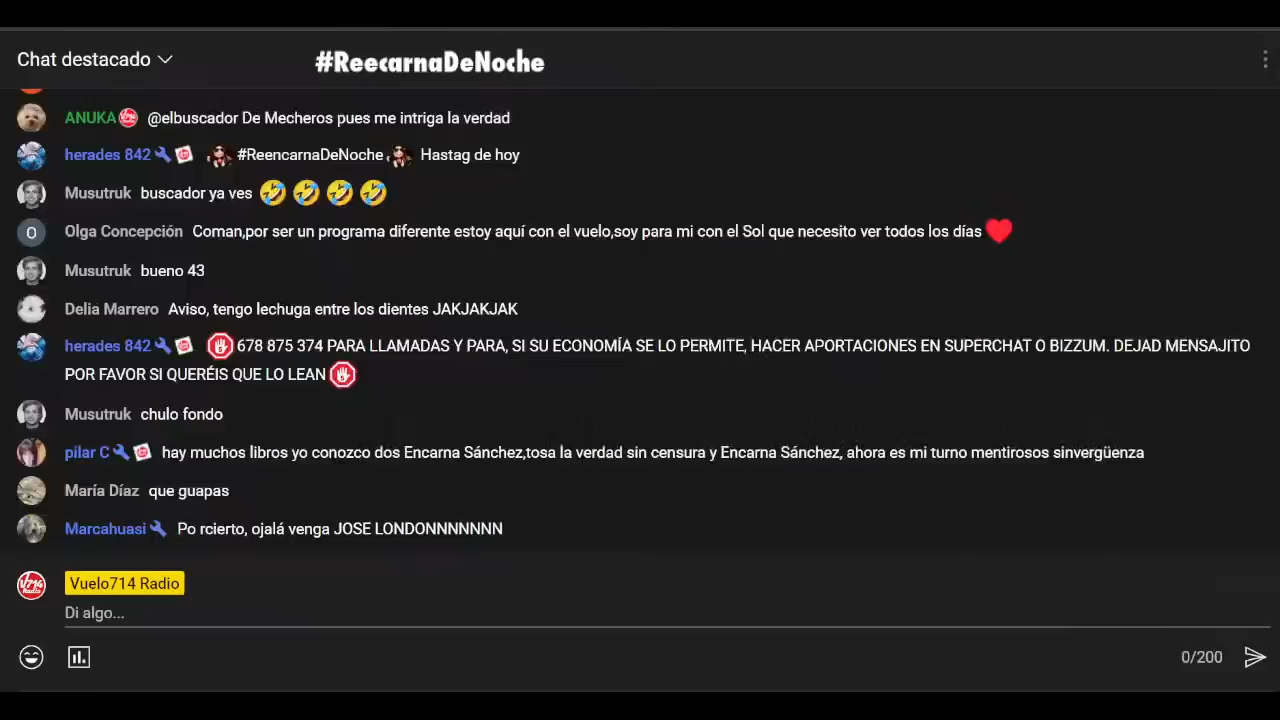 Chat destacado
#ReecarnaDeNoche
ANUKA @elbuscador De Mecheros pues me intriga la verdad
herades 842 #ReencarnaDeNoche Hastag de hoy
Musutruk buscador ya ves
O Olga Concepción Coman,por ser un programa diferente estoy aquí con el vuelo,soy para mi con el Sol que necesito ver todos los días
Musutruk bueno 43
Delia Marrero Aviso, tengo lechuga entre los dientes JAKJAKJAK
herades 842 678 875 374 PARA LLAMADAS Y PARA, SI SU ECONOMÍA SE LO PERMITE, HACER APORTACIONES EN SUPERCHAT O BIZZUM. DEJAD MENSAJITO
POR FAVOR SI QUERÉIS QUE LO LEAN
Musutruk chulo fondo
pilar C hay muchos libros yo conozco dos Encarna Sánchez,tosa la verdad sin censura y Encarna Sánchez, ahora es mi turno mentirosos sinvergüenza
María Díaz que guapas
Marcahuasi Po rcierto, ojalá venga JOSE LONDONNNNNNN
V714 Radio Vuelo714 Radio
Di algo...
0/200